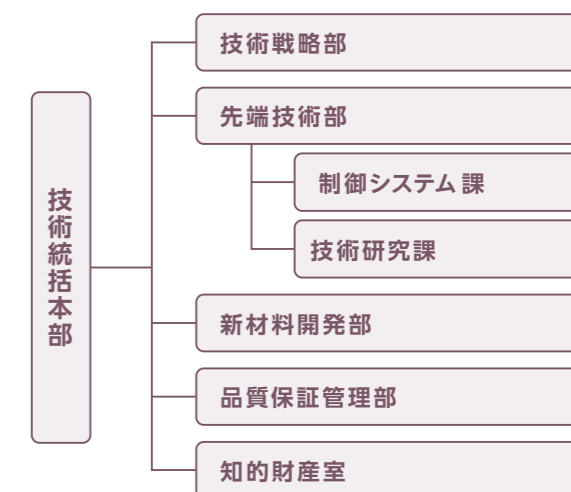 技術統括本部
技術戦略部
先端技術部
制御システム課
技術研究課
新材料開発部
品質保証管理部
知的財産室